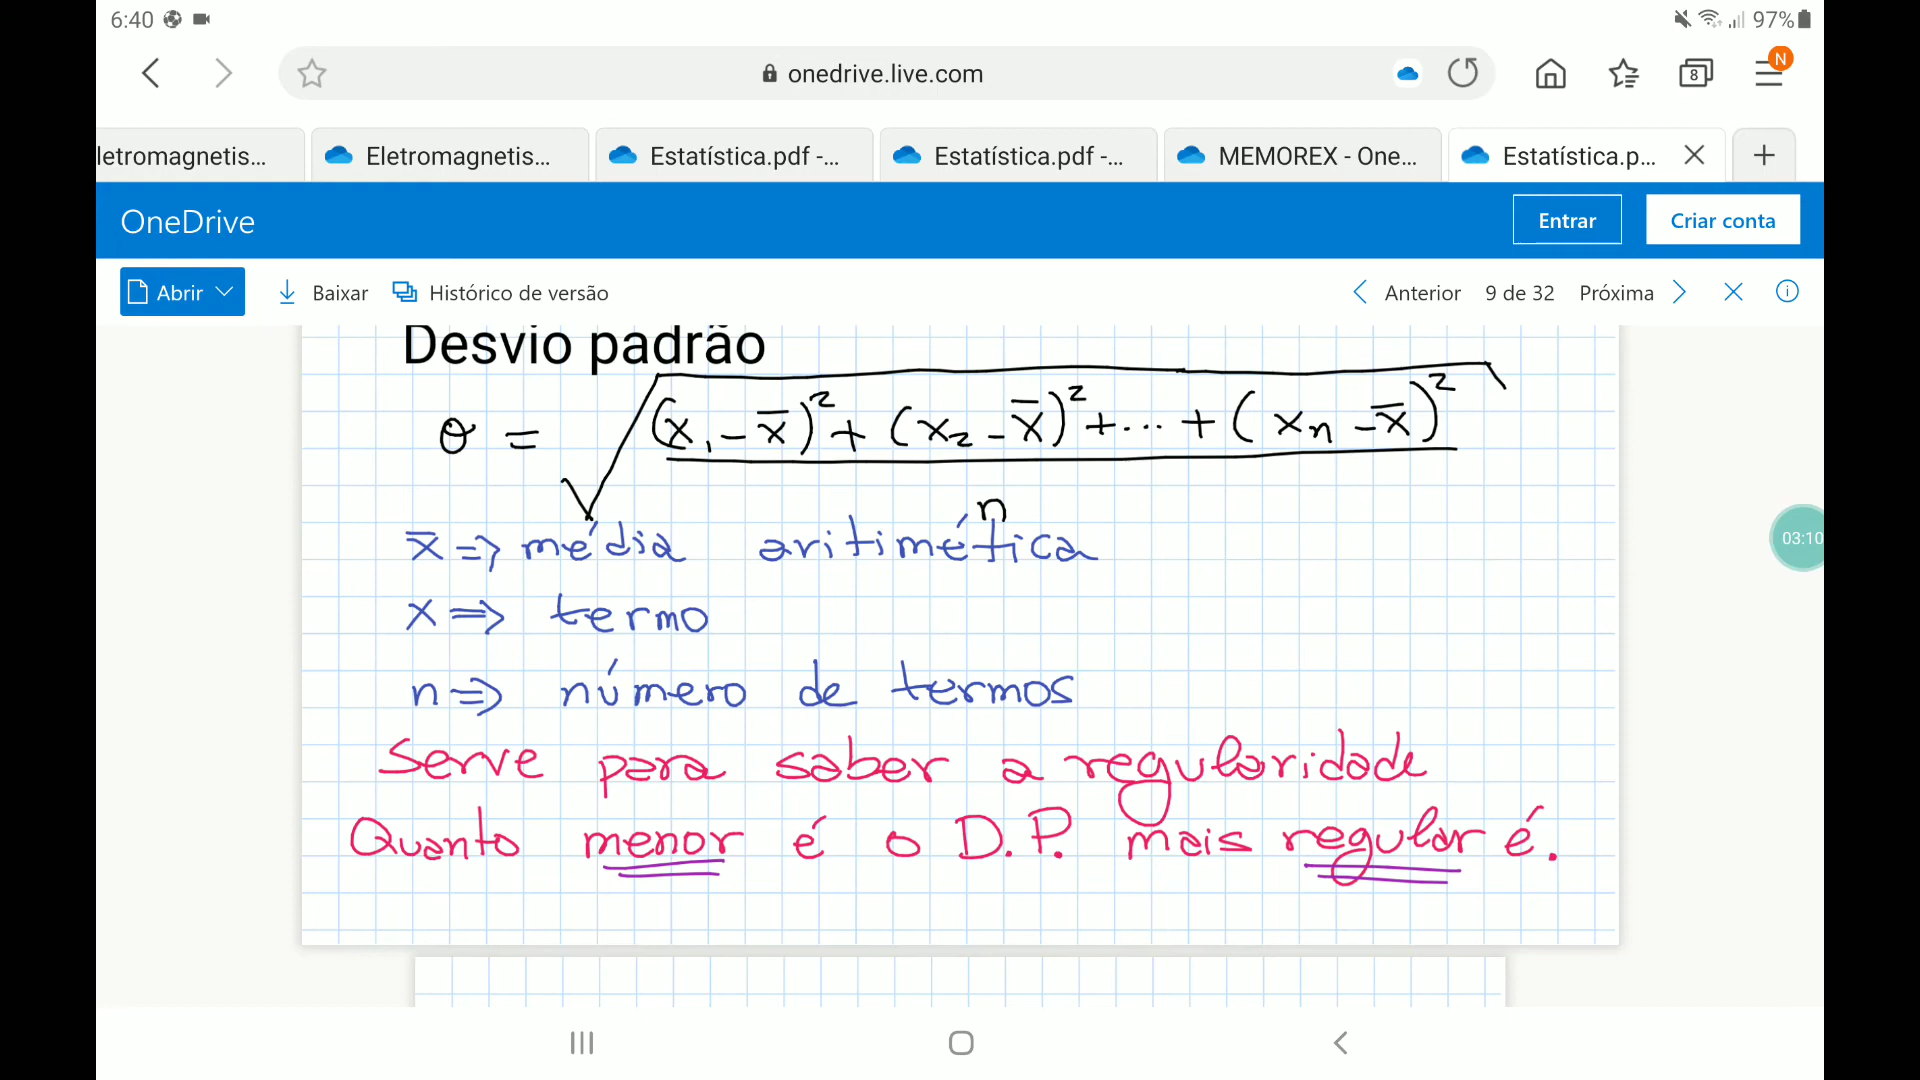 6:40 97%
onedrive.live.com 8 N
letromagnetis... Eletromagnetis... Estatística.pdf -... Estatística.pdf -... MEMOREX - One... Estatística.p...
OneDrive Entrar Criar conta
Abrir Baixar Histórico de versão Anterior 9 de 32 Próxima
Desvio padrão
σ = √((x₁ - x̅)² + (x₂ - x̅)² + ... + (xₙ - x̅)²
n
x̅ => média aritimética
03:10
x => termo
n => número de termos
Serve para saber a regularidade
Quanto menor é o D.P. mais regular é.